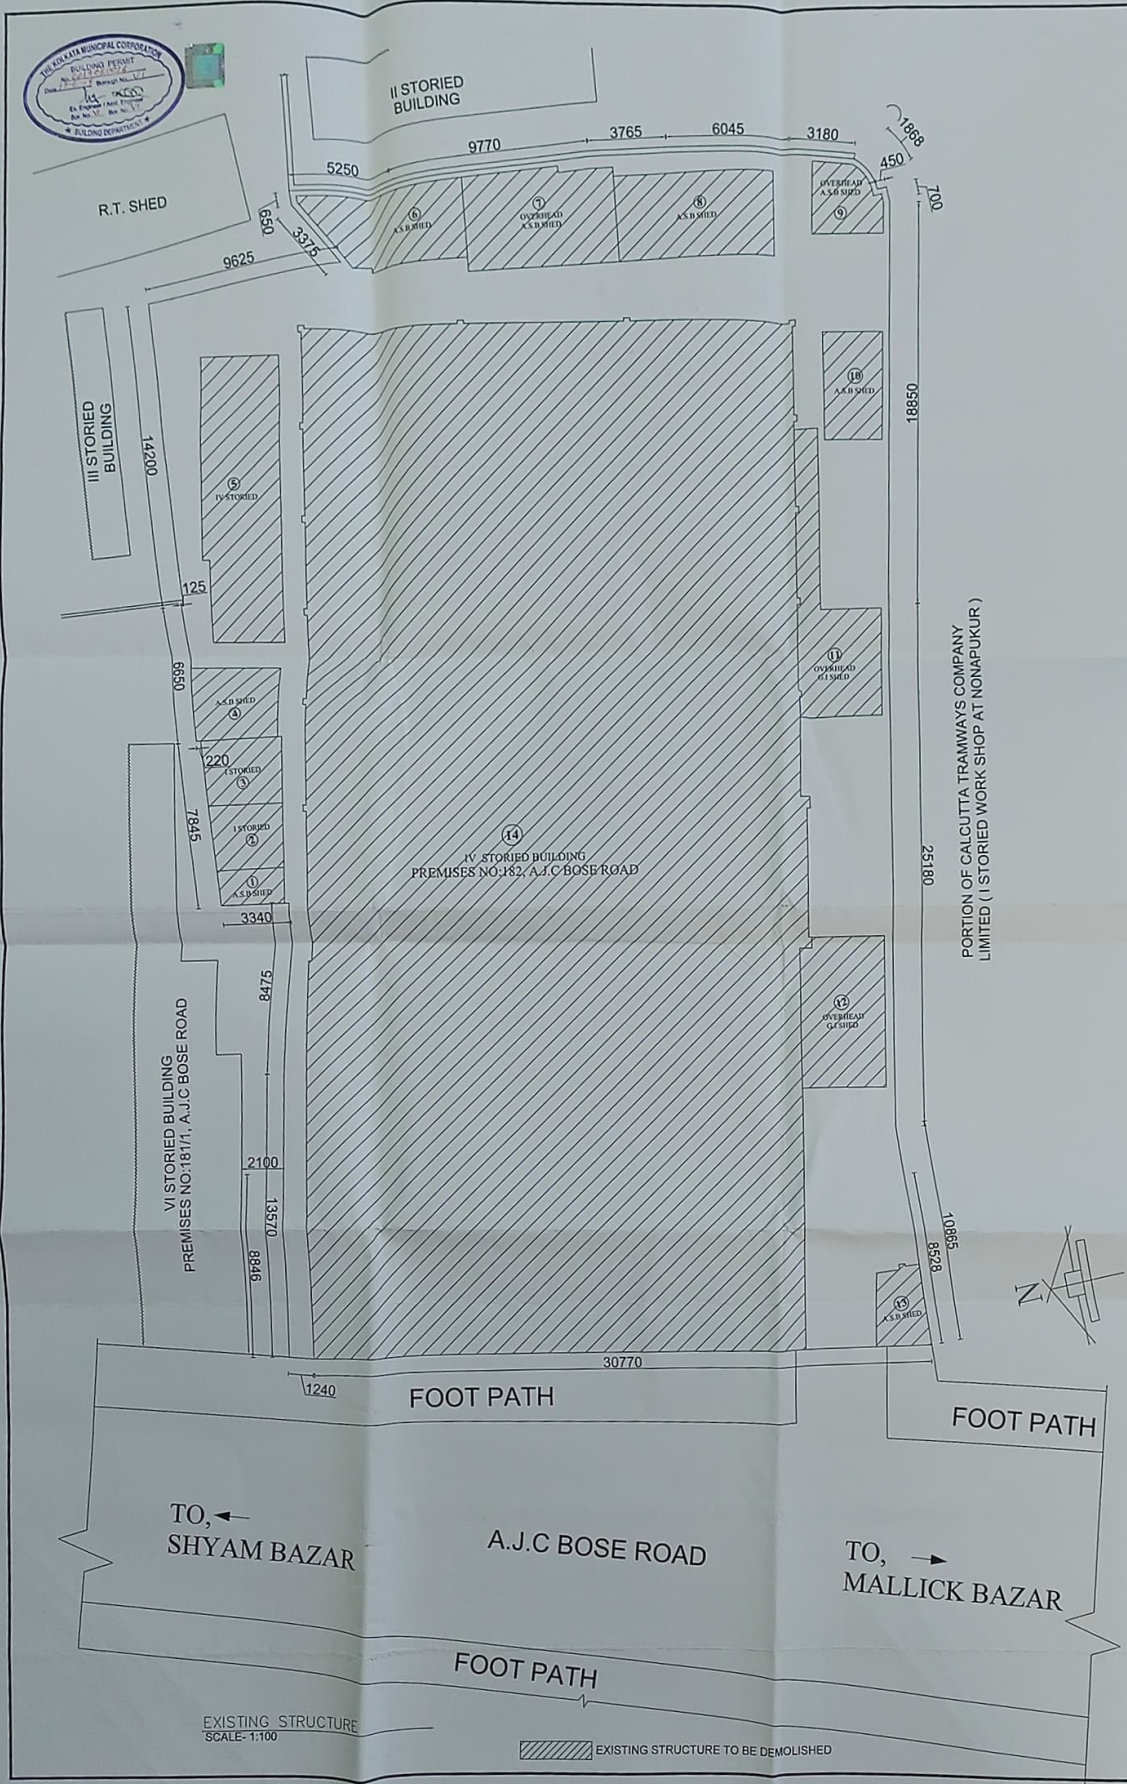 THE KOLKATA MUNICIPAL CORPORATION
BUILDING PERMIT
BUILDING DEPARTMENT
II STORIED
BUILDING
R.T. SHED
5250
9770
3765
6045
3180
1868
450
700
650
3375
9625
6
A.S.B SHED
7
OVERHEAD
A.S.B SHED
8
A.S.B SHED
OVERHEAD
A.S.B SHED
9
III STORIED
BUILDING
14200
5
IV STORIED
10
A.S.B SHED
18850
125
6650
11
OVERHEAD
G.I SHED
A.S.B SHED
4
220
I STORIED
3
7845
I STORIED
2
1
A.S.B SHED
3340
14
IV STORIED BUILDING
PREMISES NO:182, A.J.C BOSE ROAD
25180
PORTION OF CALCUTTA TRAMWAYS COMPANY
LIMITED ( I STORIED WORK SHOP AT NONAPUKUR )
8475
12
OVERHEAD
G.I SHED
VI STORIED BUILDING
PREMISES NO:181/1, A.J.C BOSE ROAD
2100
13570
8846
10865
8528
13
A.S.B SHED
N
30770
1240
FOOT PATH
FOOT PATH
TO,
SHYAM BAZAR
A.J.C BOSE ROAD
TO,
MALLICK BAZAR
FOOT PATH
EXISTING STRUCTURE
SCALE- 1:100
EXISTING STRUCTURE TO BE DEMOLISHED